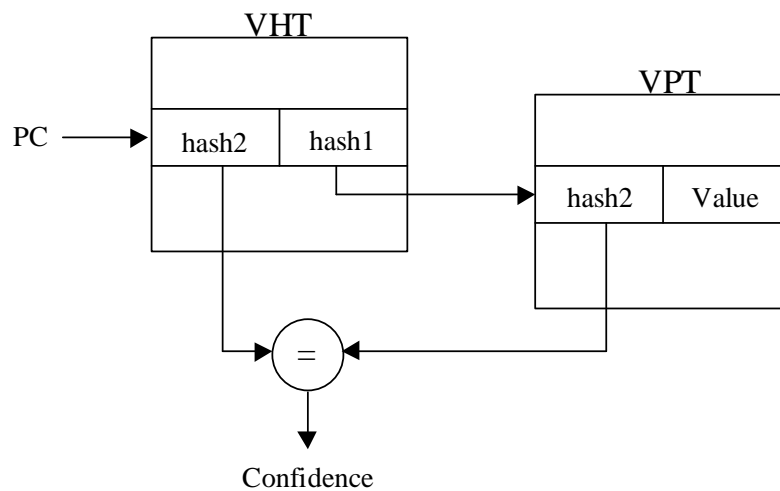 VHT
VPT
PC
hash2
hash1
hash2
Value
=
Confidence